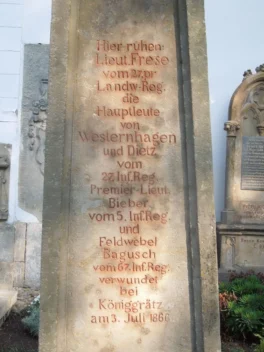 Hier ruhen
Lieut. Frese
vom 27. pr.
Landw-Reg.
die
Hauptleute
von
Westernhagen
und Dietz
vom
27. Inf. Reg.
Premier-Lieut.
Bieber
vom 5. Inf. Reg.
und
Feldwebel
Bagusch
vom 67. Inf. Reg.
verwundet
bei
Königgrätz
am 3. Juli 1866